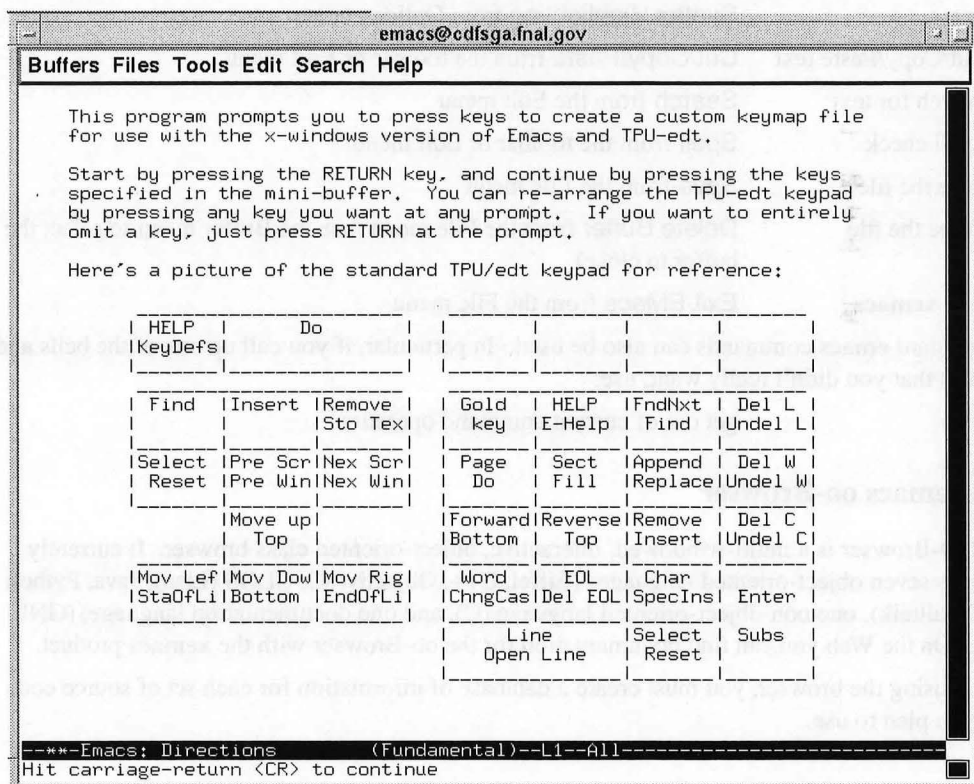 emacs@cdfsga.fnal.gov
Buffers Files Tools Edit Search Help
This program prompts you to press keys to create a custom keymap file
for use with the x-windows version of Emacs and TPU-edt.
Start by pressing the RETURN key, and continue by pressing the keys
specified in the mini-buffer. You can re-arrange the TPU-edt keypad
by pressing any key you want at any prompt. If you want to entirely
omit a key, just press RETURN at the prompt.
Here's a picture of the standard TPU/edt keypad for reference:
HELP Do
KeyDefs
Find Insert Remove Gold HELP FndNxt Del L
Sto Tex key E-Help Find Undel L
Select Pre Scr Nex Scr Page Sect Append Del W
Reset Pre Win Nex Win Do Fill Replace Undel W
Move up Forward Reverse Remove Del C
Top Bottom Top Insert Undel C
Mov Lef Mov Dow Mov Rig Word EOL Char
StaOfLi Bottom EndOfLi ChngCas Del EOL SpecIns Enter
Line Select Subs
Open Line Reset
--**-Emacs: Directions (Fundamental)--L1--All
Hit carriage-return <CR> to continue